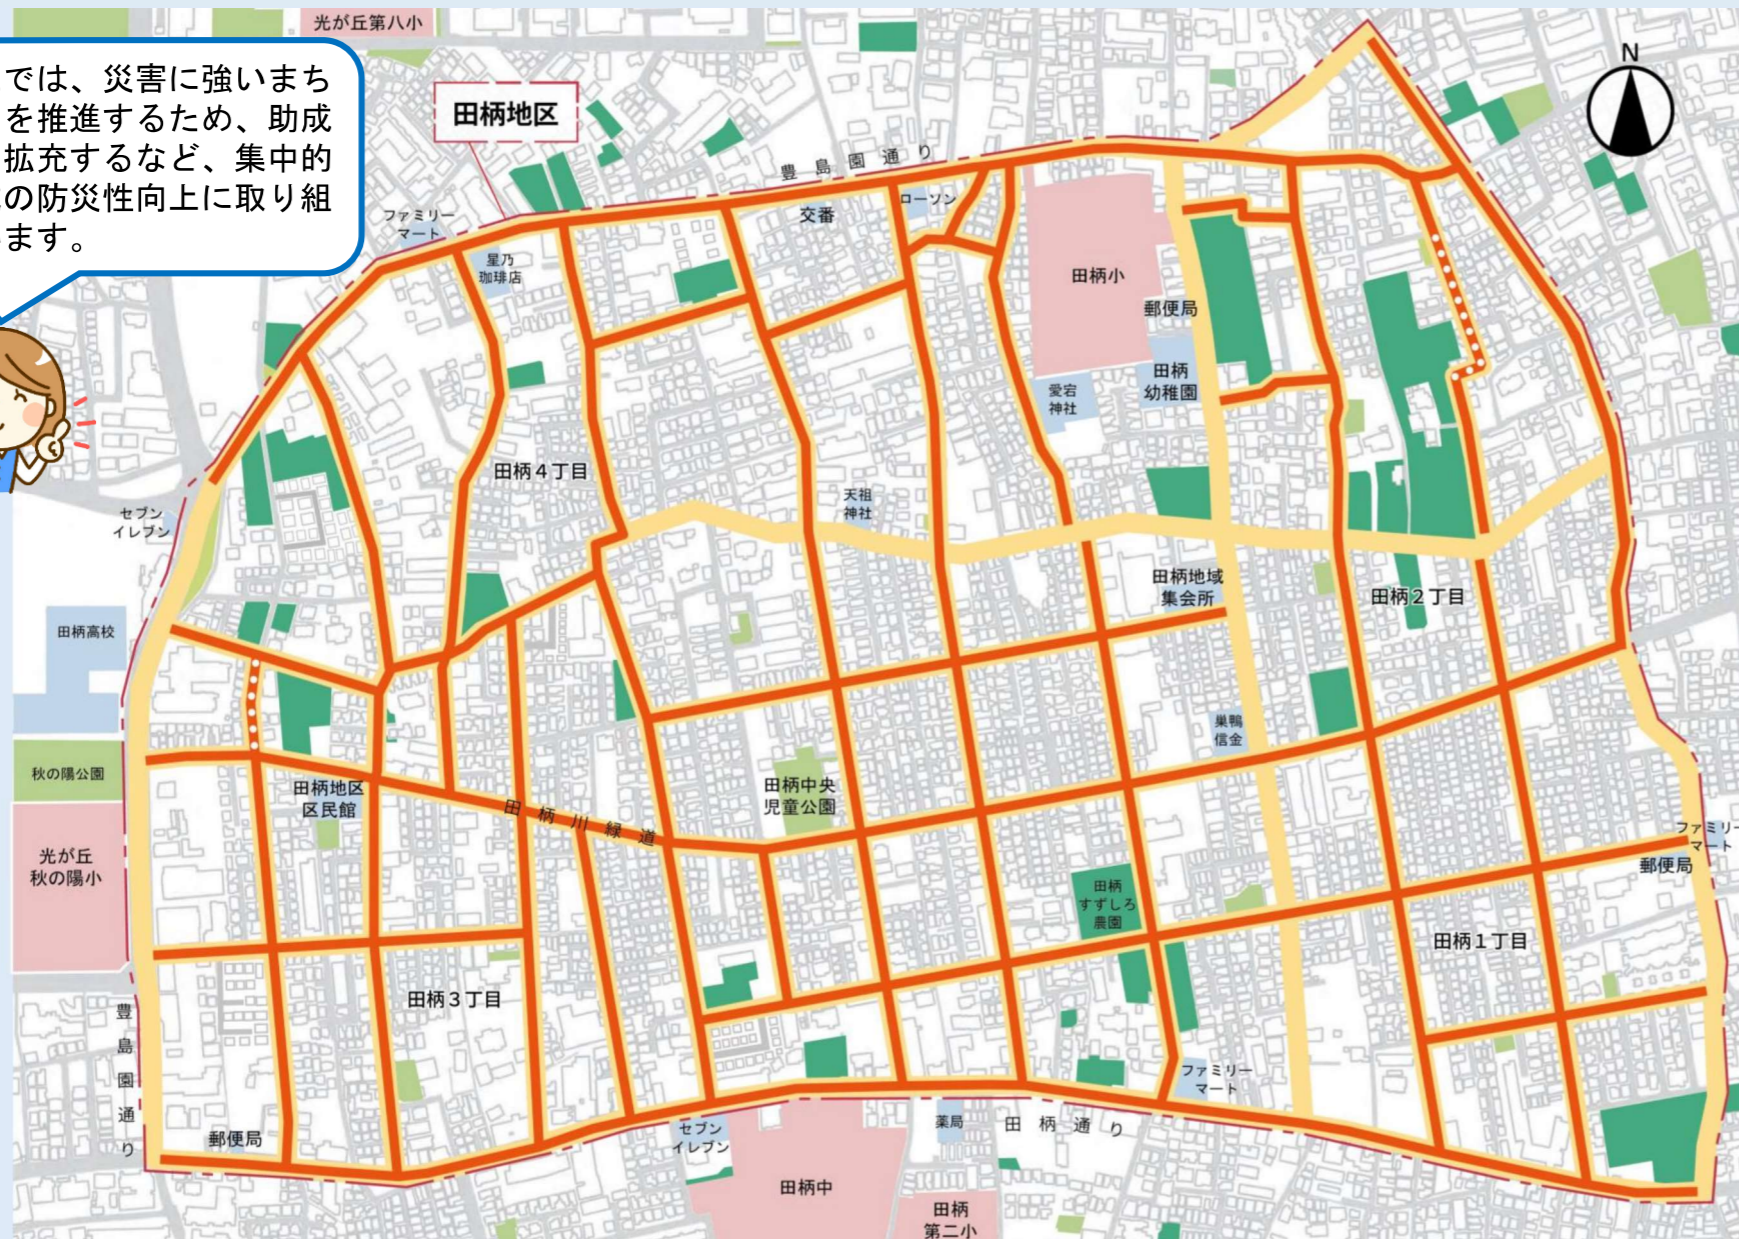 光が丘第八小
では、災害に強いまち
を推進するため、助成
拡充するなど、集中的
の防災性向上に取り組
ます。
田柄地区
N
豊島園通り
ファミリー
マート
交番
ローソン
星乃
珈琲店
田柄小
郵便局
田柄
幼稚園
愛宕
神社
田柄4丁目
天祖
神社
セブン
イレブン
田柄地域
集会所
田柄2丁目
田柄高校
巣鴨
信金
秋の陽公園
田柄地区
区民館
田柄中央
児童公園
田柄川緑道
ファミリー
マート
郵便局
光が丘
秋の陽小
田柄
すずしろ
農園
田柄1丁目
田柄3丁目
豊島園通り
ファミリー
マート
郵便局
セブン
イレブン
薬局
田柄通り
田柄中
田柄
第二小